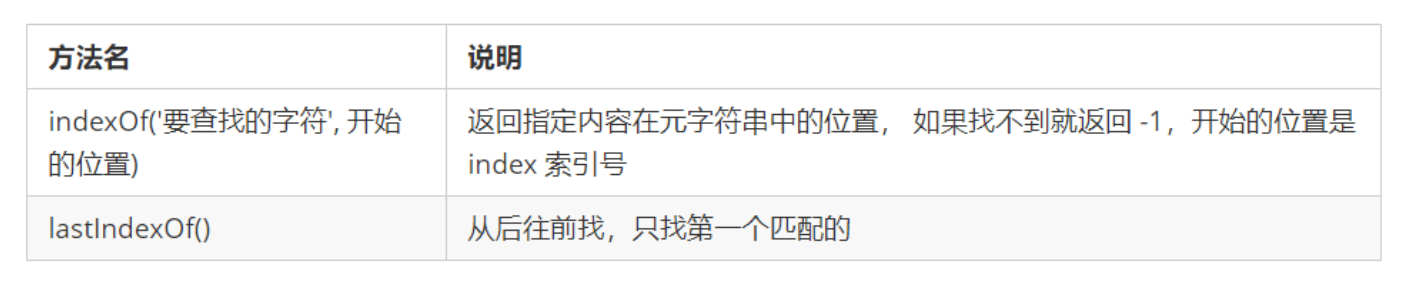 方法名
说明
indexOf('要查找的字符', 开始
的位置)
返回指定内容在元字符串中的位置， 如果找不到就返回 -1，开始的位置是
index 索引号
lastIndexOf()
从后往前找，只找第一个匹配的